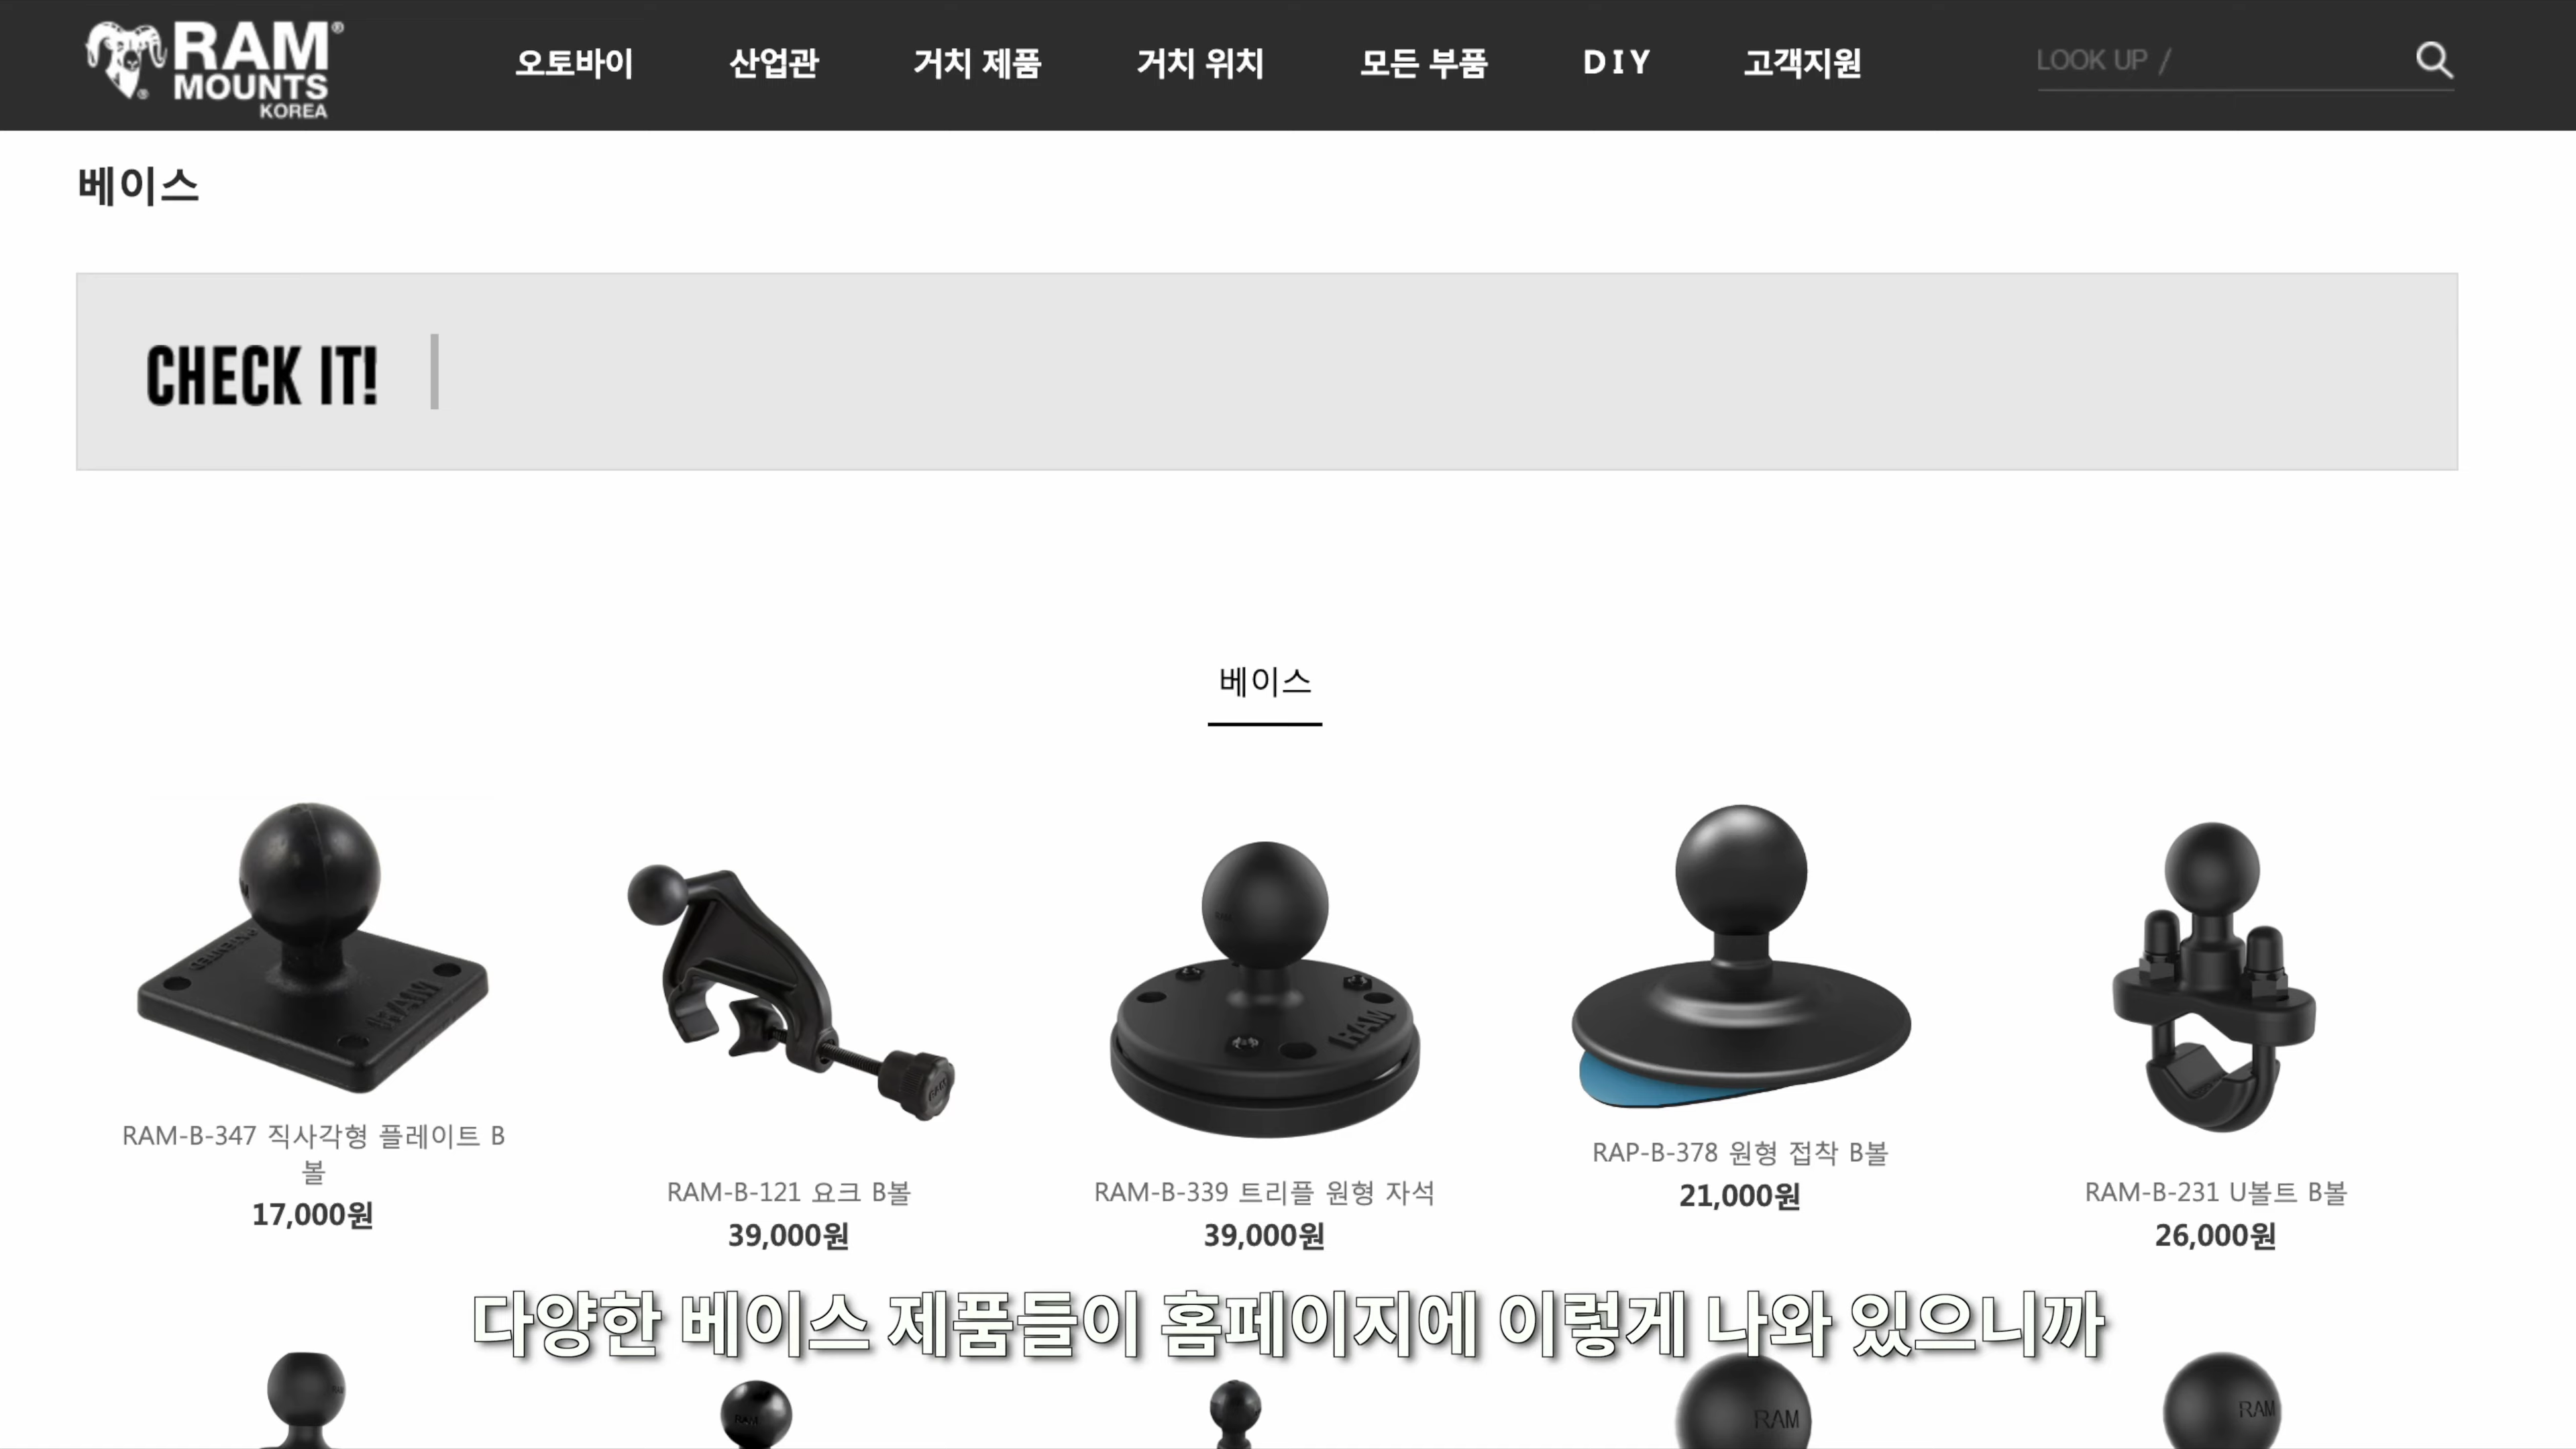 RAM®
MOUNTS
KOREA
오토바이 산업관 거치 제품 거치 위치 모든 부품 DIY 고객지원 LOOK UP /
베이스
CHECK IT!
베이스
RAM
RAM
RAM-B-347 직사각형 플레이트 B
볼
17,000원
RAM-B-121 요크 B볼
39,000원
RAM-B-339 트리플 원형 자석
39,000원
RAP-B-378 원형 접착 B볼
21,000원
RAM-B-231 U볼트 B볼
26,000원
다양한 베이스 제품들이 홈페이지에 이렇게 나와 있으니까
RAM
RAM
RAM